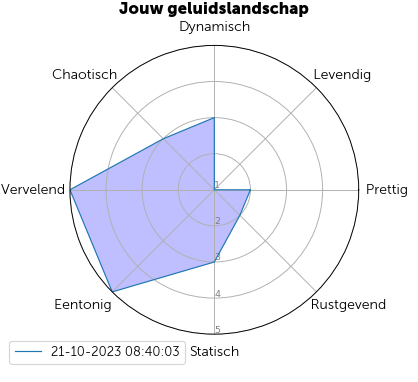 Jouw geluidslandschap
Dynamisch
Chaotisch
Levendig
1
Vervelend
Prettig
2
3
4
Eentonig
Rustgevend
5
21-10-2023 08:40:03
Statisch